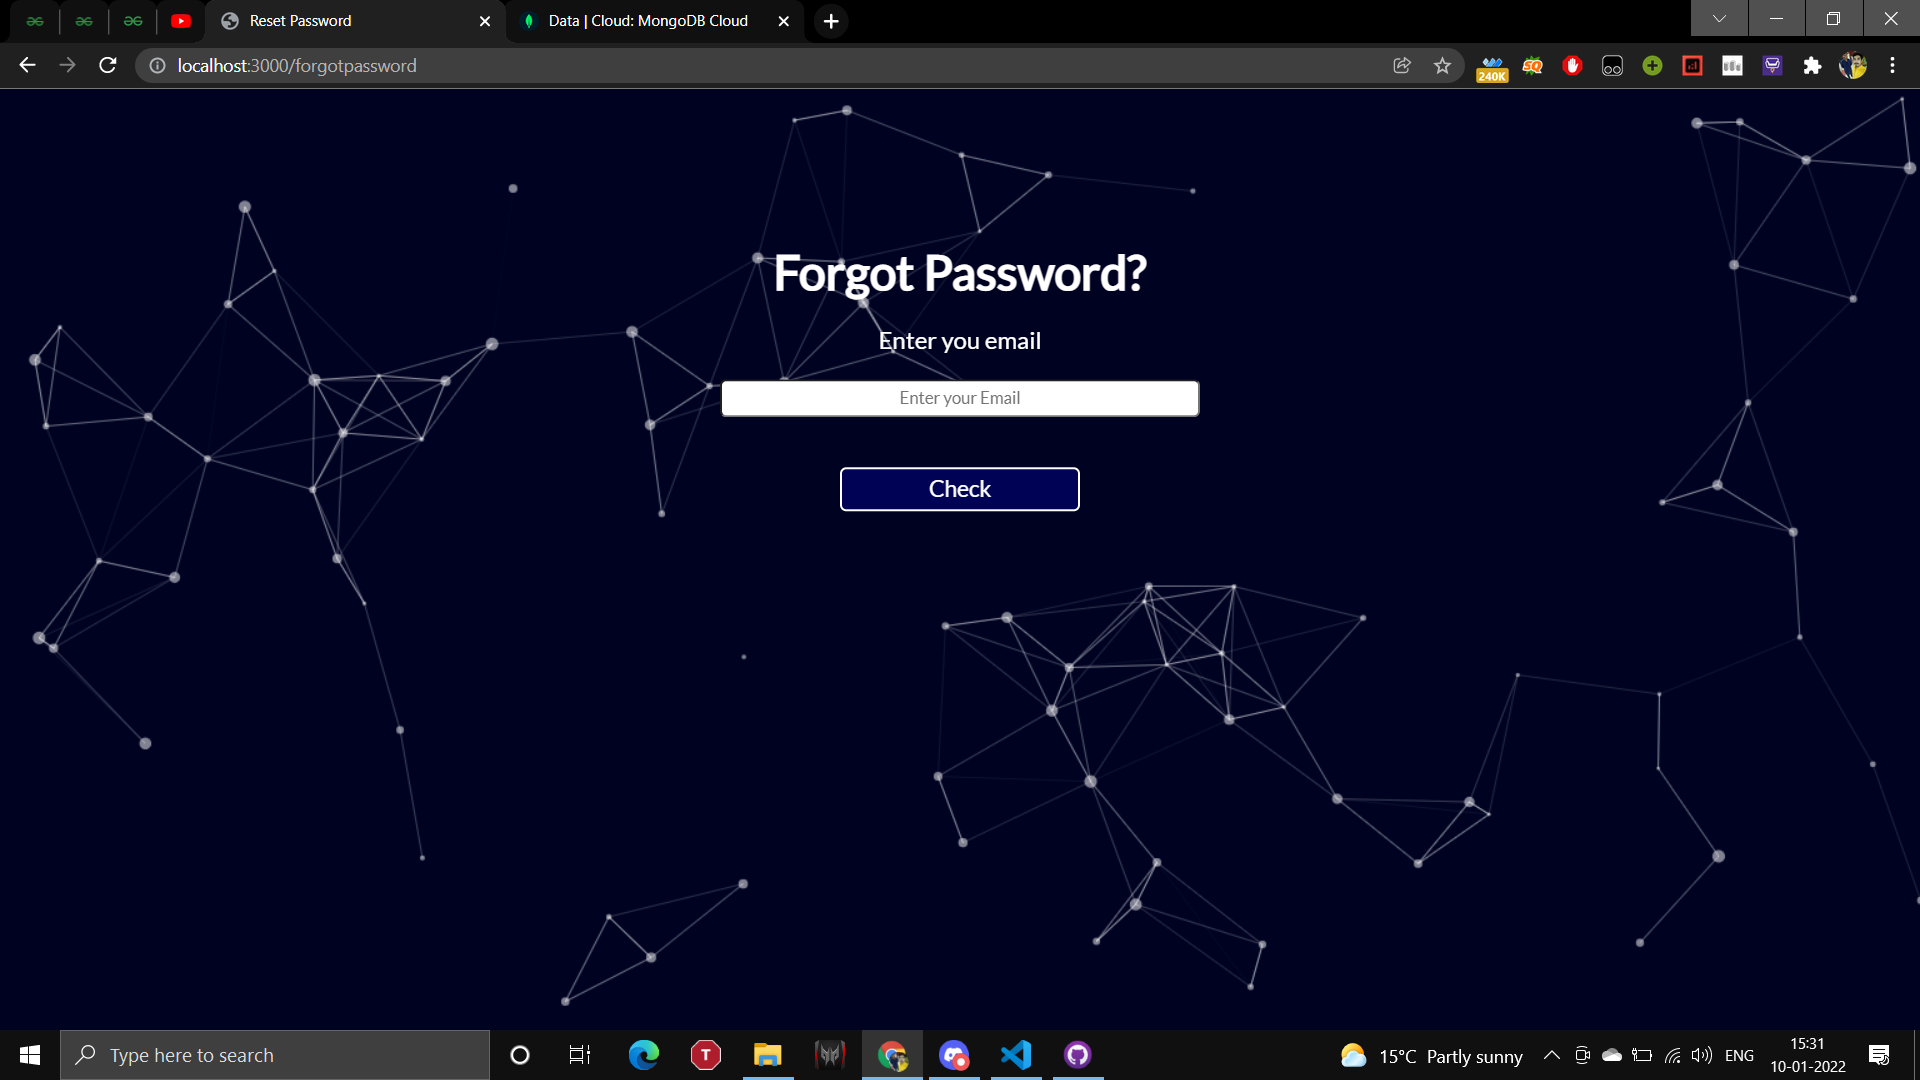 Reset Password
Data | Cloud: MongoDB Cloud
localhost:3000/forgotpassword
240K
SQ
Forgot Password?
Enter you email
Enter your Email
Check
Type here to search
T
15°C Partly sunny
ENG
15:31
10-01-2022